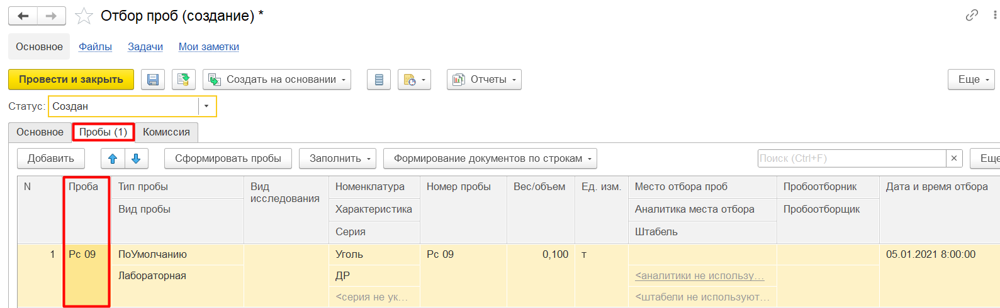 Отбор проб (создание) *
Основное Файлы Задачи Мои заметки
Провести и закрыть Создать на основании Отчеты Еще
Статус: Создан
Основное Пробы (1) Комиссия
Добавить Сформировать пробы Заполнить Формирование документов по строкам Поиск (Ctrl+F) × Еще
N Проба Тип пробы Вид исследования Номенклатура Номер пробы Вес/объем Ед. изм. Место отбора проб Пробоотборник Дата и время отбора
Вид пробы Характеристика Аналитика места отбора Пробоотборщик
Серия Штабель
1 Рс 09 ПоУмолчанию Уголь Рс 09 0,100 т 05.01.2021 8:00:00
Лабораторная ДР <аналитики не использу…
<серия не ук… <штабели не используют…